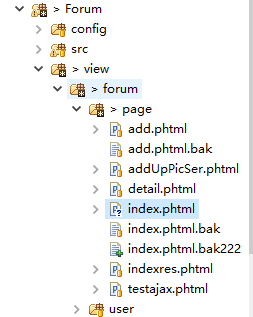 > Forum
config
src
> view
> forum
> page
add.phtml
add.phtml.bak
addUpPicSer.phtml
detail.phtml
index.phtml
index.phtml.bak
index.phtml.bak222
indexres.phtml
testajax.phtml
user